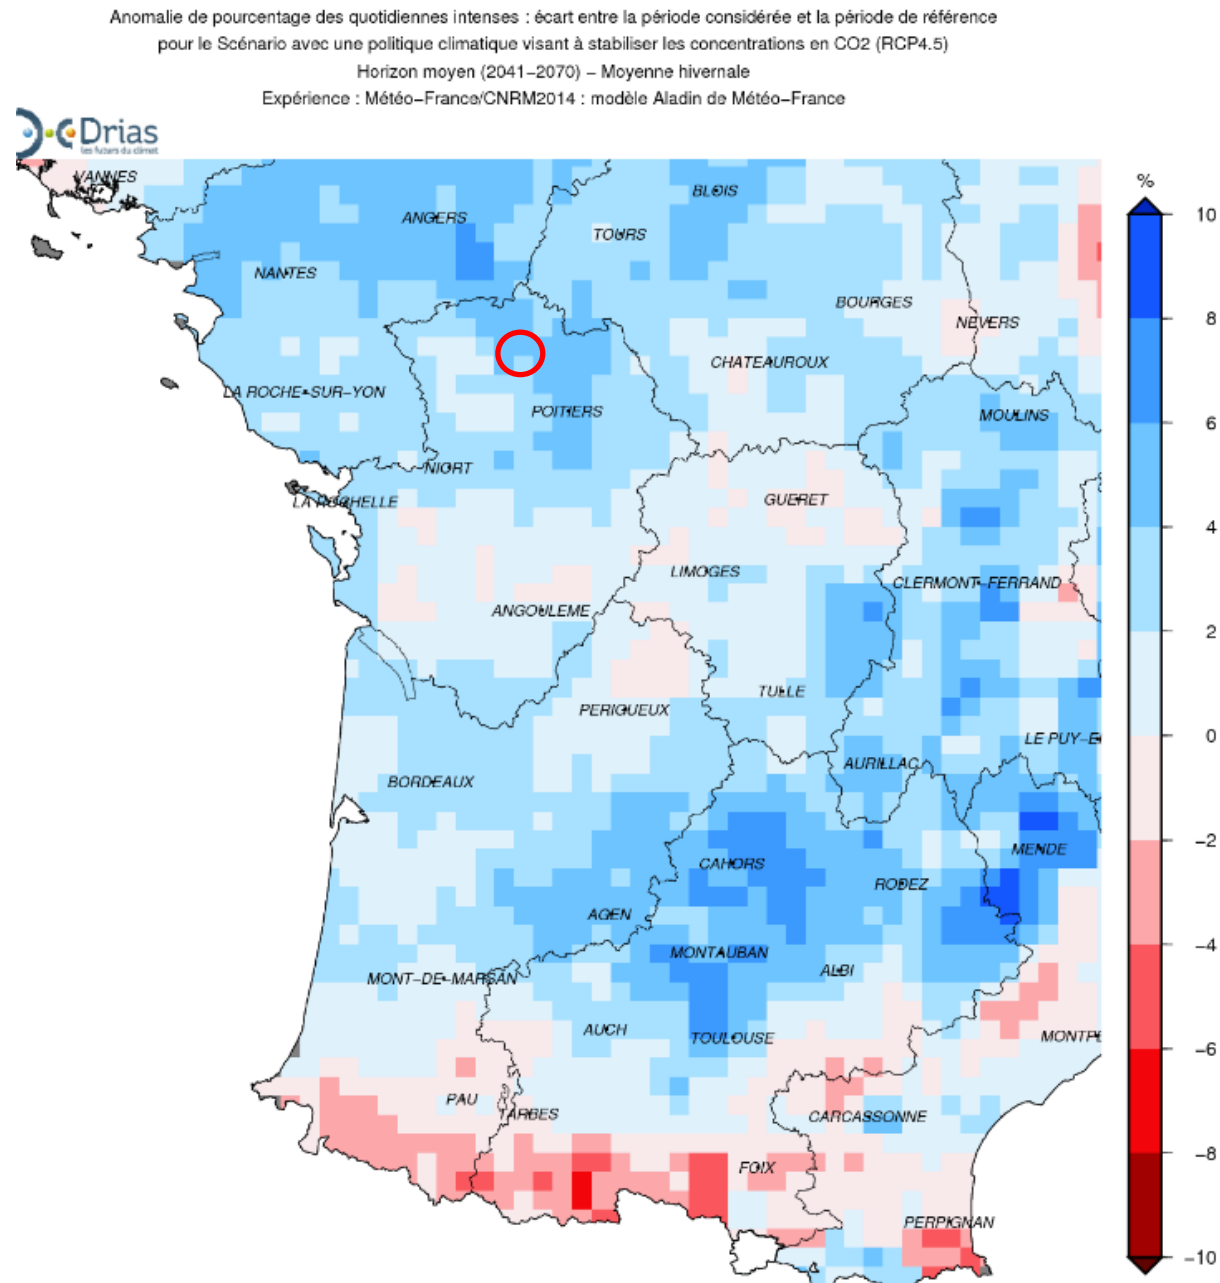 Anomalie de pourcentage des quotidiennes intenses : écart entre la période considérée et la période de référence
pour le Scénario avec une politique climatique visant à stabiliser les concentrations en CO2 (RCP4.5)
Horizon moyen (2041-2070) - Moyenne hivernale
Expérience : Météo-France/CNRM2014 : modèle Aladin de Météo-France
Drias
les futurs du climat
VANNES
%
BLOIS
10
ANGERS
TOURS
NANTES
BOURGES
8
NEVERS
CHATEAUROUX
LA ROCHE-SUR-YON
POITIERS
MOULINS
6
NIORT
LA ROCHELLE
GUERET
4
LIMOGES
CLERMONT-FERRAND
ANGOULEME
2
TULLE
PERIGUEUX
LE PUY-E
0
AURILLAC
BORDEAUX
-2
MENDE
CAHORS
RODEZ
AGEN
-4
MONTAUBAN
ALBI
MONT-DE-MARSAN
AUCH
TOULOUSE
MONTPE
-6
PAU
TARBES
CARCASSONNE
-8
FOIX
PERPIGNAN
-10